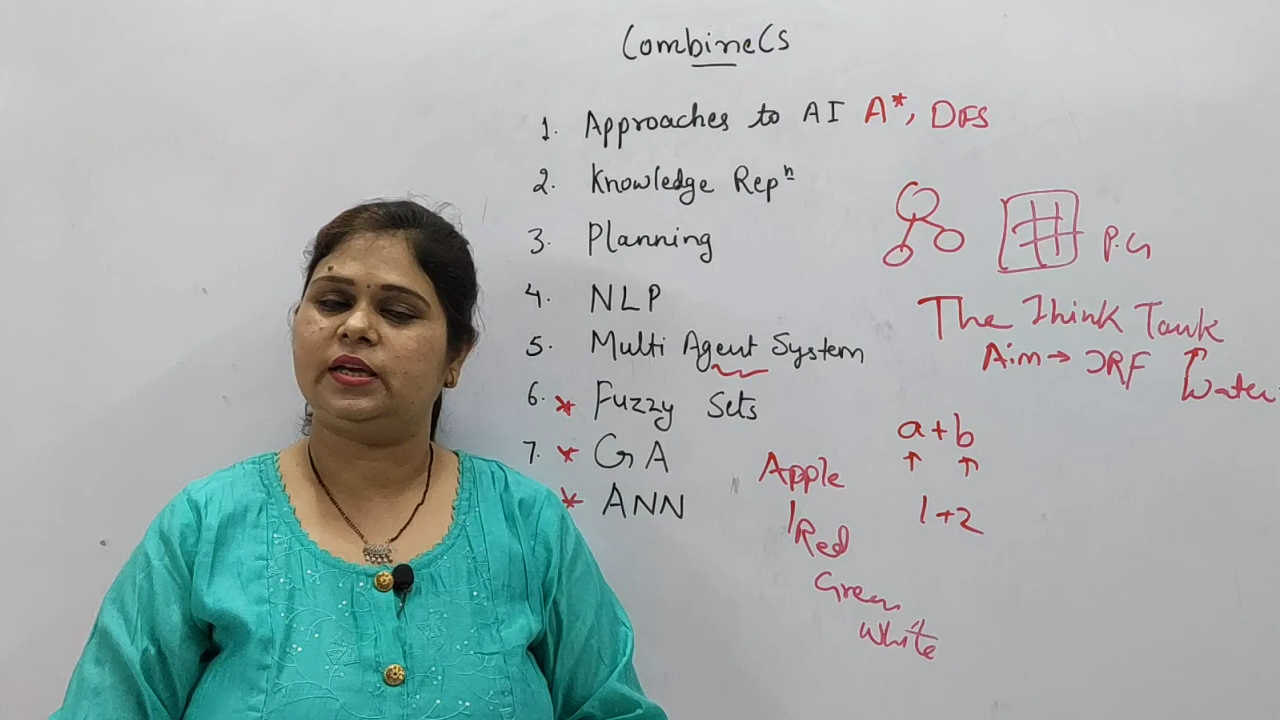 CombineCS
1. Approaches to AI A*, DFS
2. Knowledge Repⁿ
3. Planning
P.G
4. NLP
The Think Tank
5. Multi Agent System
Aim → JRF
Water
6. * Fuzzy Sets
a + b
7. * GA
Apple
* ANN
1 + 2
Red
Green
White